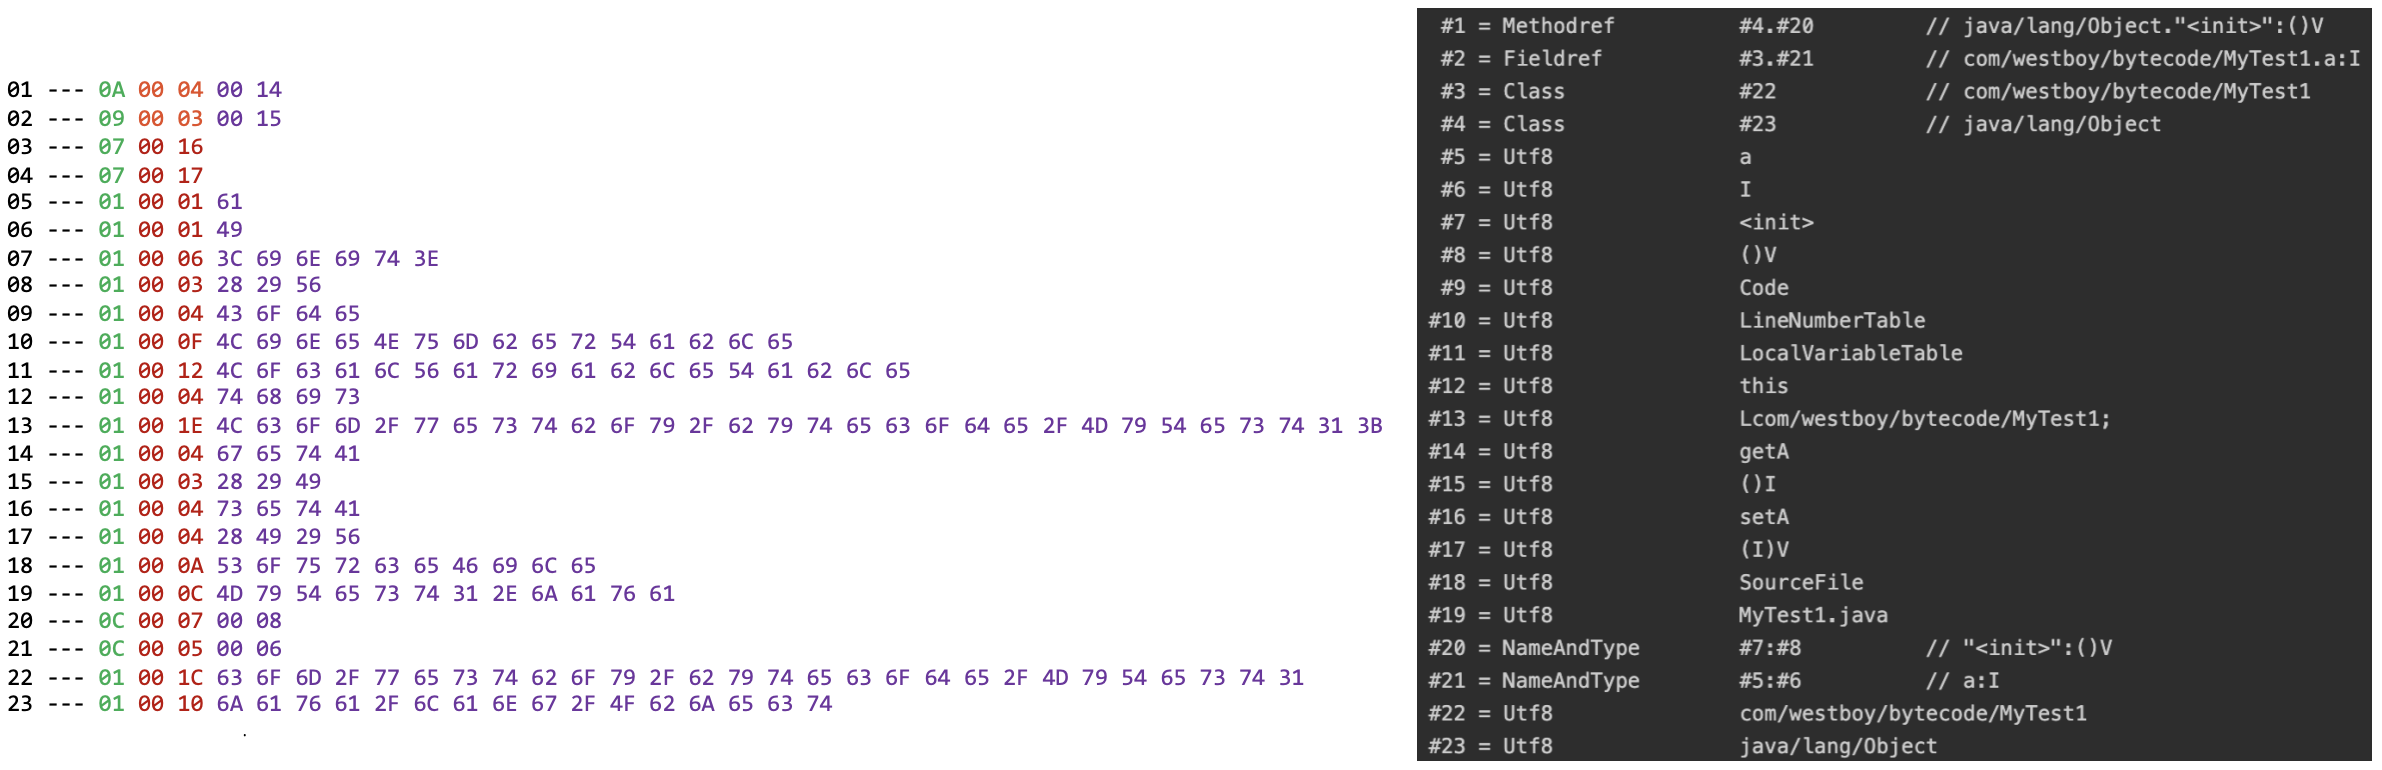 01 --- 0A 00 04 00 14
02 --- 09 00 03 00 15
03 --- 07 00 16
04 --- 07 00 17
05 --- 01 00 01 61
06 --- 01 00 01 49
07 --- 01 00 06 3C 69 6E 69 74 3E
08 --- 01 00 03 28 29 56
09 --- 01 00 04 43 6F 64 65
10 --- 01 00 0F 4C 69 6E 65 4E 75 6D 62 65 72 54 61 62 6C 65
11 --- 01 00 12 4C 6F 63 61 6C 56 61 72 69 61 62 6C 65 54 61 62 6C 65
12 --- 01 00 04 74 68 69 73
13 --- 01 00 1E 4C 63 6F 6D 2F 77 65 73 74 62 6F 79 2F 62 79 74 65 63 6F 64 65 2F 4D 79 54 65 73 74 31 3B
14 --- 01 00 04 67 65 74 41
15 --- 01 00 03 28 29 49
16 --- 01 00 04 73 65 74 41
17 --- 01 00 04 28 49 29 56
18 --- 01 00 0A 53 6F 75 72 63 65 46 69 6C 65
19 --- 01 00 0C 4D 79 54 65 73 74 31 2E 6A 61 76 61
20 --- 0C 00 07 00 08
21 --- 0C 00 05 00 06
22 --- 01 00 1C 63 6F 6D 2F 77 65 73 74 62 6F 79 2F 62 79 74 65 63 6F 64 65 2F 4D 79 54 65 73 74 31
23 --- 01 00 10 6A 61 76 61 2F 6C 61 6E 67 2F 4F 62 6A 65 63 74
.
#1 = Methodref #4.#20 // java/lang/Object."<init>":()V
#2 = Fieldref #3.#21 // com/westboy/bytecode/MyTest1.a:I
#3 = Class #22 // com/westboy/bytecode/MyTest1
#4 = Class #23 // java/lang/Object
#5 = Utf8 a
#6 = Utf8 I
#7 = Utf8 <init>
#8 = Utf8 ()V
#9 = Utf8 Code
#10 = Utf8 LineNumberTable
#11 = Utf8 LocalVariableTable
#12 = Utf8 this
#13 = Utf8 Lcom/westboy/bytecode/MyTest1;
#14 = Utf8 getA
#15 = Utf8 ()I
#16 = Utf8 setA
#17 = Utf8 (I)V
#18 = Utf8 SourceFile
#19 = Utf8 MyTest1.java
#20 = NameAndType #7:#8 // "<init>":()V
#21 = NameAndType #5:#6 // a:I
#22 = Utf8 com/westboy/bytecode/MyTest1
#23 = Utf8 java/lang/Object